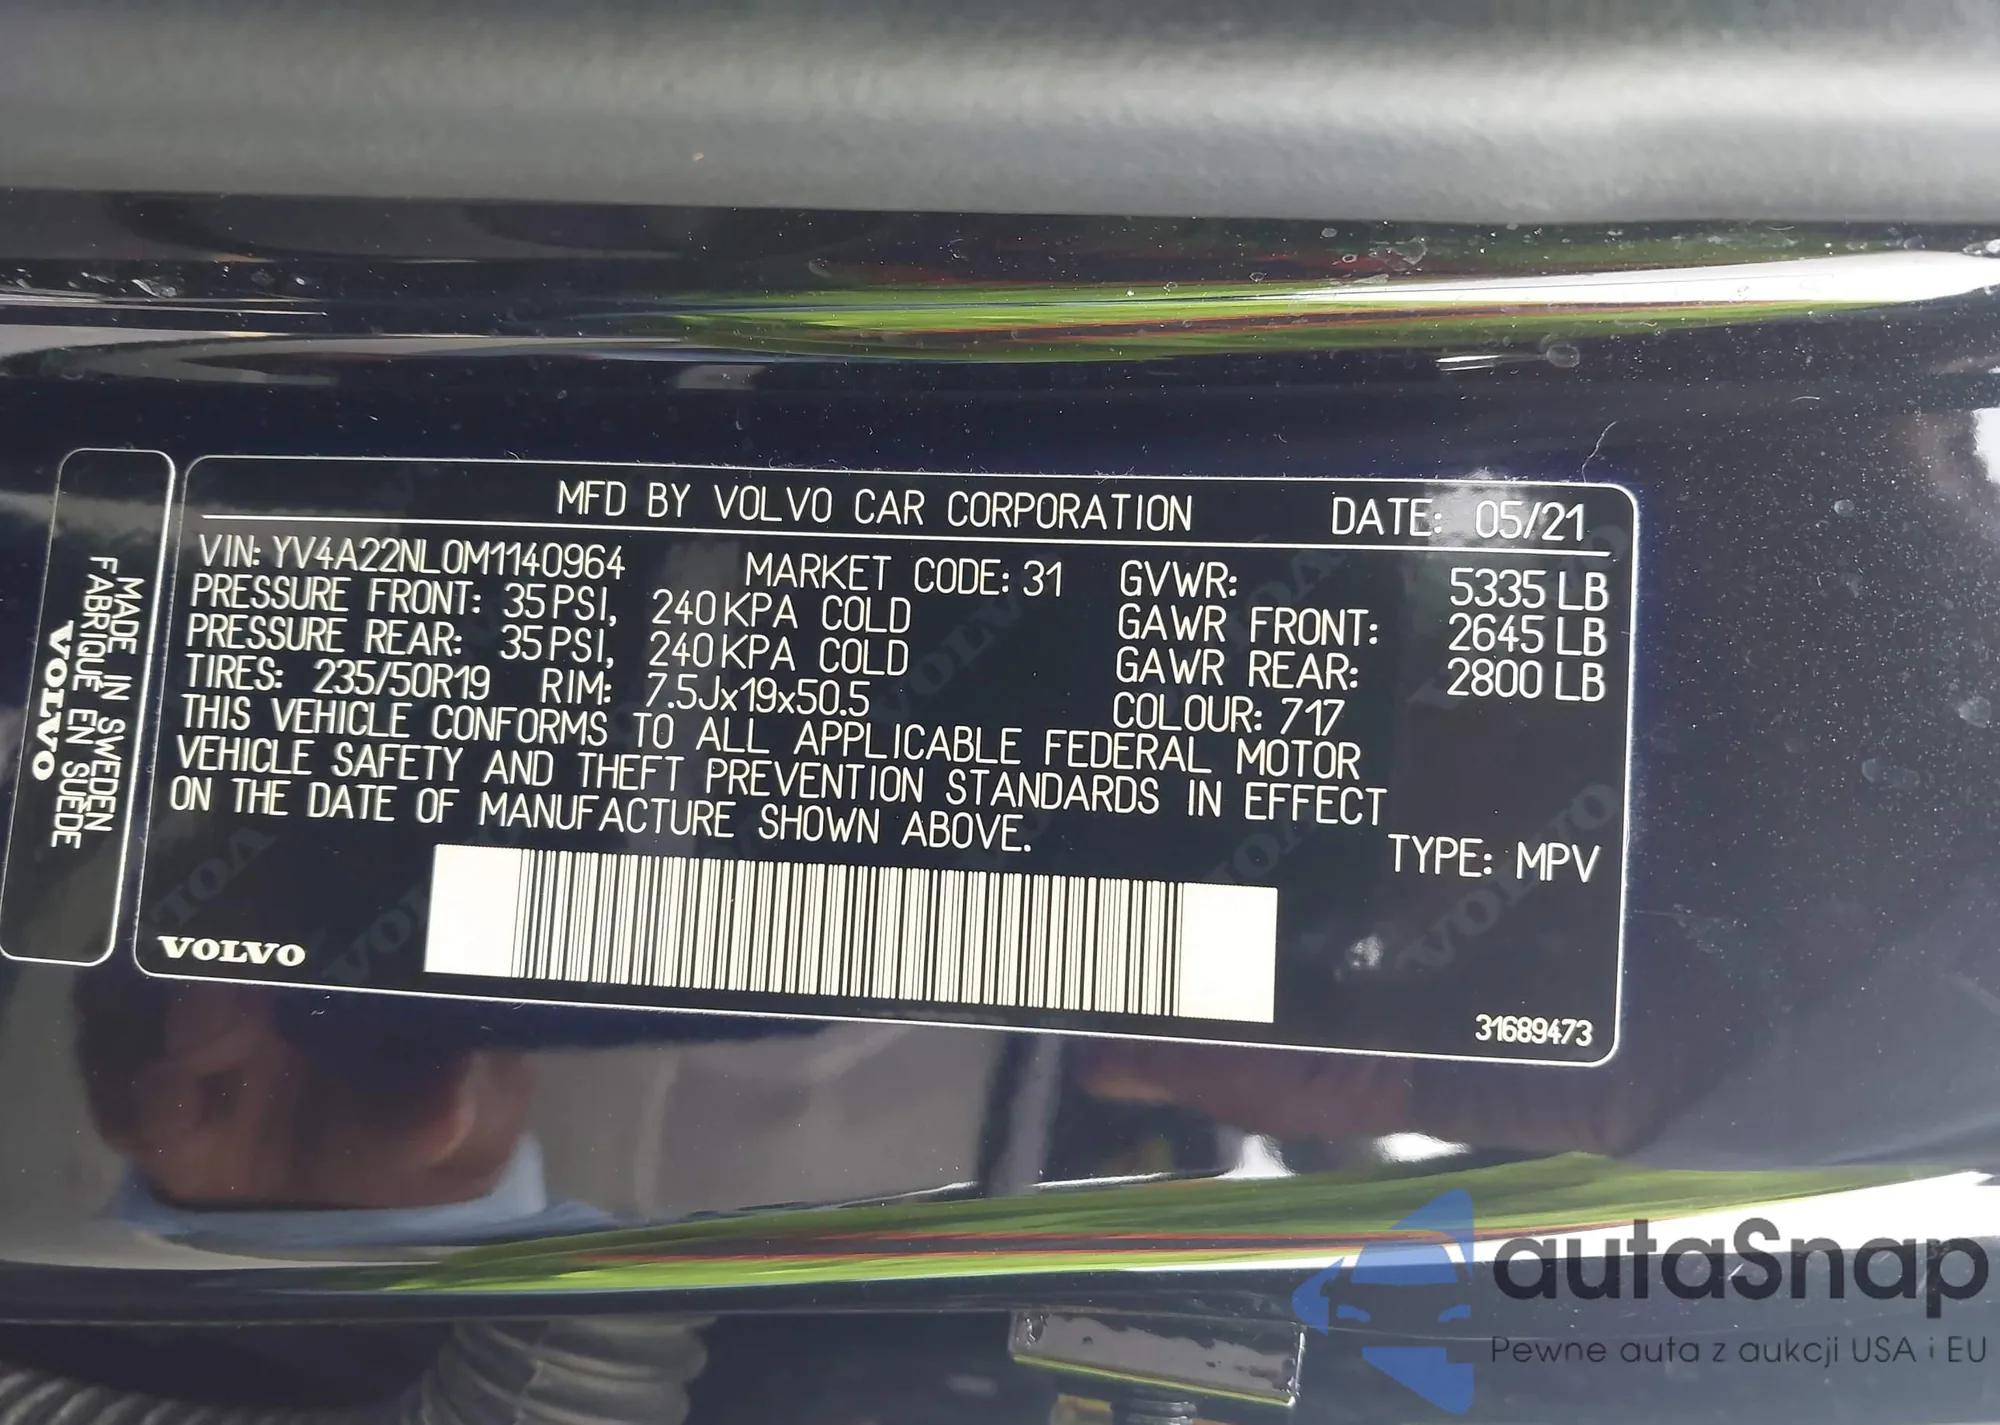 MFD BY VOLVO CAR CORPORATION DATE: 05/21
VIN: YV4A22NL0M1140964 MARKET CODE: 31 GVWR: 5335 LB
PRESSURE FRONT: 35 PSI, 240 KPA COLD GAWR FRONT: 2645 LB
PRESSURE REAR: 35 PSI, 240 KPA COLD GAWR REAR: 2800 LB
TIRES: 235/50R19 RIM: 7.5Jx19x50.5 COLOUR: 717
THIS VEHICLE CONFORMS TO ALL APPLICABLE FEDERAL MOTOR
VEHICLE SAFETY AND THEFT PREVENTION STANDARDS IN EFFECT
ON THE DATE OF MANUFACTURE SHOWN ABOVE.
TYPE: MPV
VOLVO
31689473
MADE IN SWEDEN
FABRIQUÉ EN SUEDE
VOLVO
autaSnap
Pewne auta z aukcji USA i EU